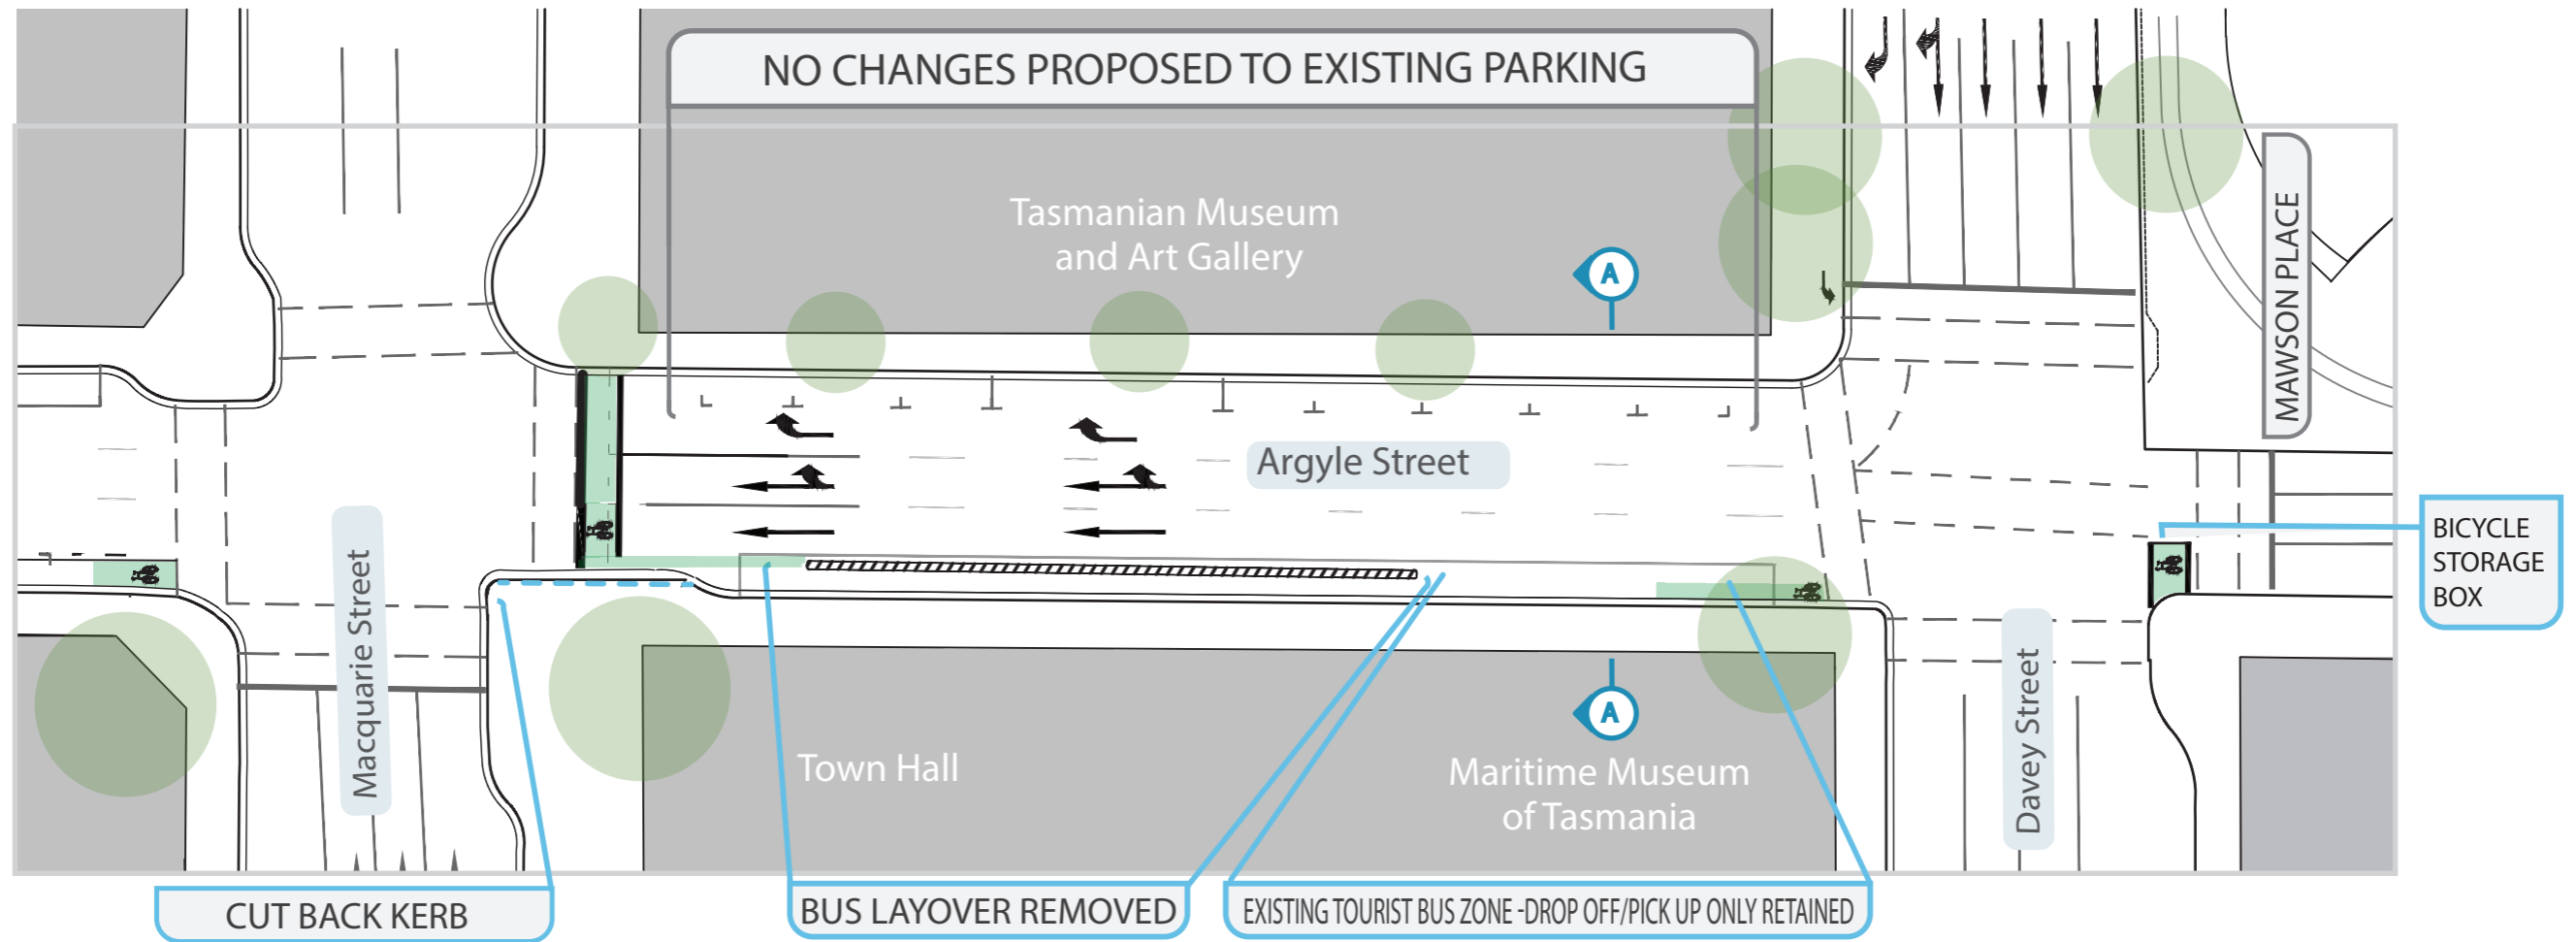 NO CHANGES PROPOSED TO EXISTING PARKING
Tasmanian Museum
and Art Gallery
A
MAWSON PLACE
Argyle Street
BICYCLE
STORAGE
BOX
Macquarie Street
Davey Street
A
Town Hall
Maritime Museum
of Tasmania
CUT BACK KERB
BUS LAYOVER REMOVED
EXISTING TOURIST BUS ZONE -DROP OFF/PICK UP ONLY RETAINED